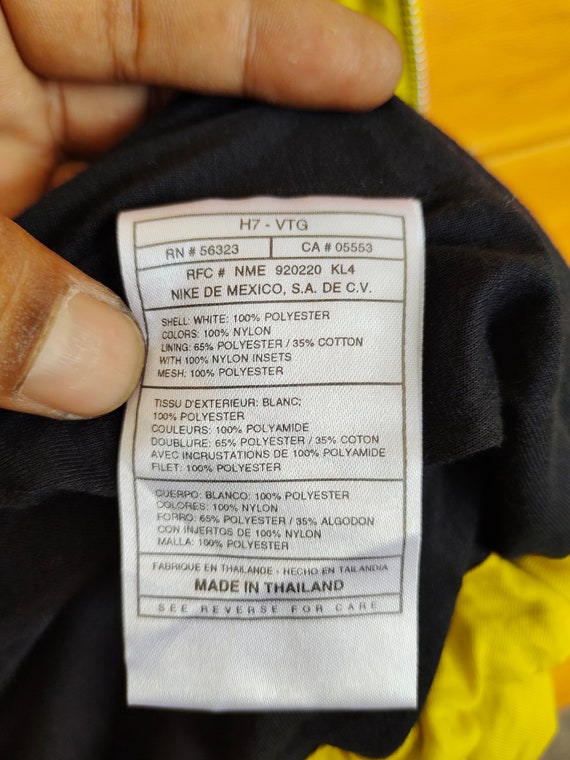 H7 - VTG
RN # 56323 CA # 05553
RFC # NME 920220 KL4
NIKE DE MEXICO, S.A. DE C.V.
SHELL: WHITE: 100% POLYESTER
COLORS: 100% NYLON
LINING: 65% POLYESTER / 35% COTTON
WITH 100% NYLON INSETS
MESH: 100% POLYESTER
TISSU D'EXTERIEUR: BLANC;
100% POLYESTER
COULEURS: 100% POLYAMIDE
DOUBLURE: 65% POLYESTER / 35% COTON
AVEC INCRUSTATIONS DE 100% POLYAMIDE
FILET: 100% POLYESTER
CUERPO: BLANCO: 100% POLYESTER
COLORES: 100% NYLON
FORRO: 65% POLYESTER / 35% ALGODON
CON INJERTOS DE 100% NYLON
MALLA: 100% POLYESTER
FABRIQUE EN THAILANDE - HECHO EN TAILANDIA
MADE IN THAILAND
SEE REVERSE FOR CARE